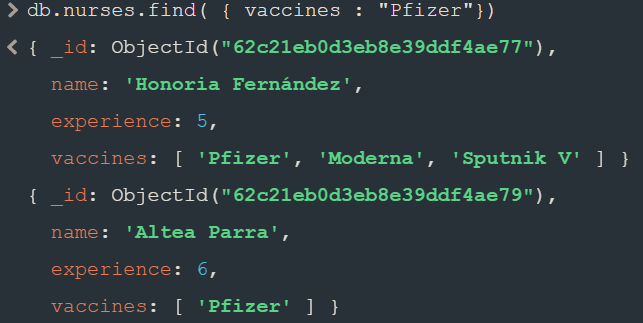 > db.nurses.find( { vaccines : "Pfizer"})
< { _id: ObjectId("62c21eb0d3eb8e39ddf4ae77"),
name: 'Honoria Fernández',
experience: 5,
vaccines: [ 'Pfizer', 'Moderna', 'Sputnik V' ] }
{ _id: ObjectId("62c21eb0d3eb8e39ddf4ae79"),
name: 'Altea Parra',
experience: 6,
vaccines: [ 'Pfizer' ] }